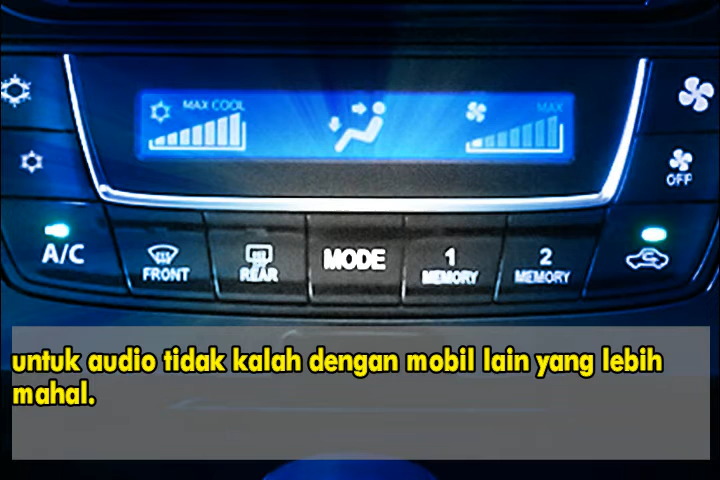 MAX COOL
MAX
OFF
A/C
FRONT
REAR
MODE
1
MEMORY
2
MEMORY
untuk audio tidak kalah dengan mobil lain yang lebih
mahal.